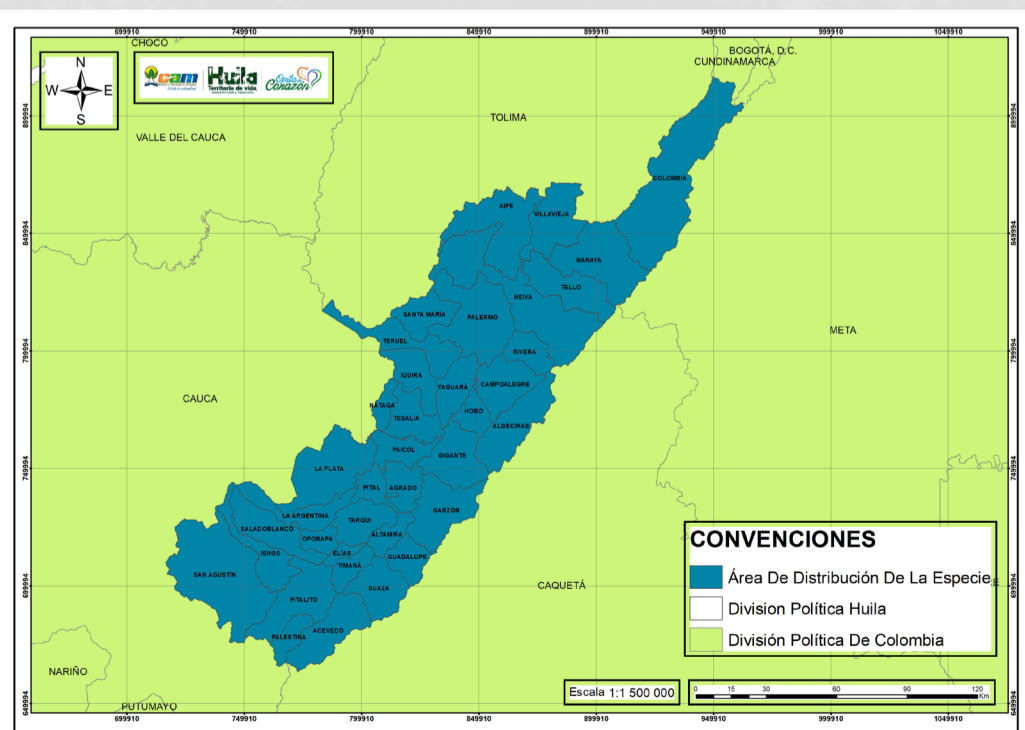 699910 749910 799910 849910 899910 949910 999910 1049910
CHOCO
BOGOTÁ, D.C.
CUNDINAMARCA
N
W E
S
cam
Huila
Territorio de vida,
Opita de
Corazón
899994 899994
TOLIMA
VALLE DEL CAUCA
COLOMBIA
AIPE
VILLAVIEJA
849994 849994
BARAYA
TELLO
NEIVA
SANTA MARÍA
PALERMO
META
TERUEL
799994 799994
RIVERA
IQUIRA
YAGUARÁ
CAMPOALEGRE
CAUCA
NÁTAGA
HOBO
TESALIA
ALGECIRAS
PAICOL
GIGANTE
LA PLATA
749994 749994
PITAL
AGRADO
GARZÓN
LA ARGENTINA
TARQUI
SALADOBLANCO
OPORAPA
ALTAMIRA
ISNOS
ELÍAS
GUADALUPE
TIMANÁ
SAN AGUSTÍN
CAQUETÁ
SUAZA
699994 699994
PITALITO
ACEVEDO
PALESTINA
NARIÑO
PUTUMAYO
649994 649994
CONVENCIONES
Área De Distribución De La Especie
Division Política Huila
División Política De Colombia
Escala 1:1 500 000
0 15 30 60 90 120
Km
699910 749910 799910 849910 899910 949910 999910 1049910